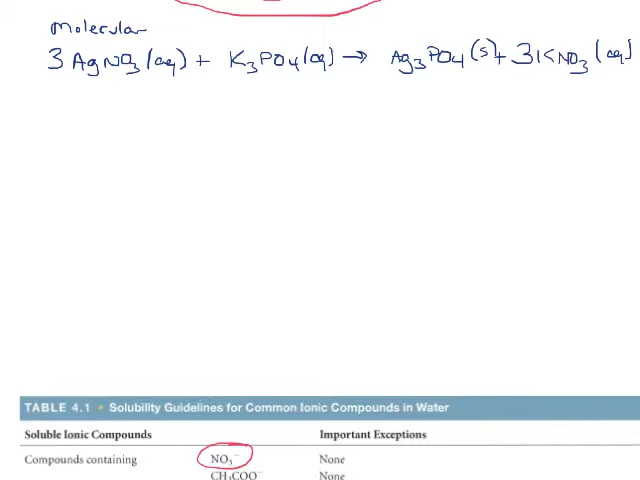 Molecular
3 AgNO3 (aq) + K3PO4 (aq) → Ag3PO4 (s) + 3 KNO3 (aq)
TABLE 4.1 • Solubility Guidelines for Common Ionic Compounds in Water
Soluble Ionic Compounds Important Exceptions
Compounds containing NO3⁻ None
CH3COO⁻ None